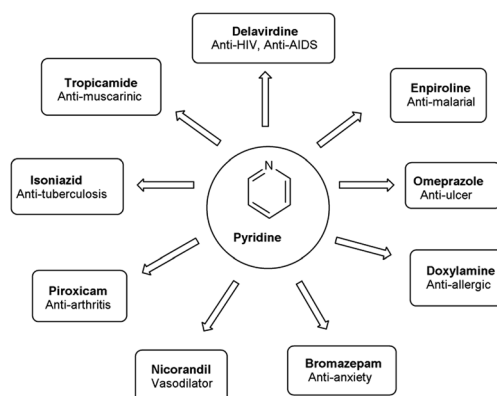 Delavirdine
Anti-HIV, Anti-AIDS
Tropicamide
Anti-muscarinic
Enpiroline
Anti-malarial
Isoniazid
Anti-tuberculosis
N
Pyridine
Omeprazole
Anti-ulcer
Doxylamine
Anti-allergic
Piroxicam
Anti-arthritis
Nicorandil
Vasodilator
Bromazepam
Anti-anxiety